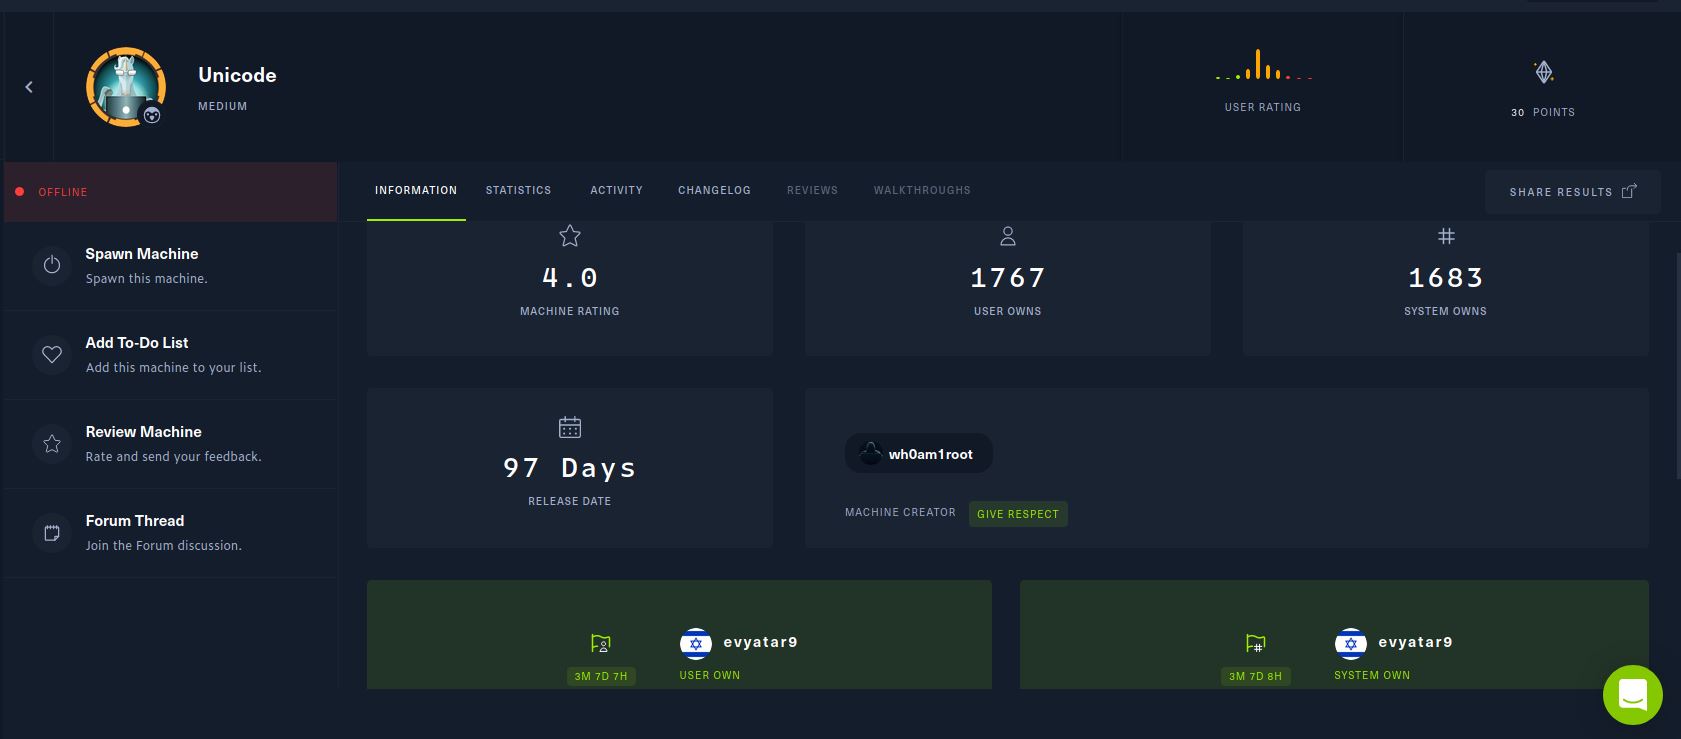 Unicode
MEDIUM
USER RATING
30 POINTS
OFFLINE
INFORMATION STATISTICS ACTIVITY CHANGELOG REVIEWS WALKTHROUGHS
SHARE RESULTS
Spawn Machine
Spawn this machine.
Add To-Do List
Add this machine to your list.
Review Machine
Rate and send your feedback.
Forum Thread
Join the Forum discussion.
4.0
MACHINE RATING
1767
USER OWNS
1683
SYSTEM OWNS
97 Days
RELEASE DATE
wh0am1root
MACHINE CREATOR GIVE RESPECT
evyatar9
3M 7D 7H USER OWN
evyatar9
3M 7D 8H SYSTEM OWN